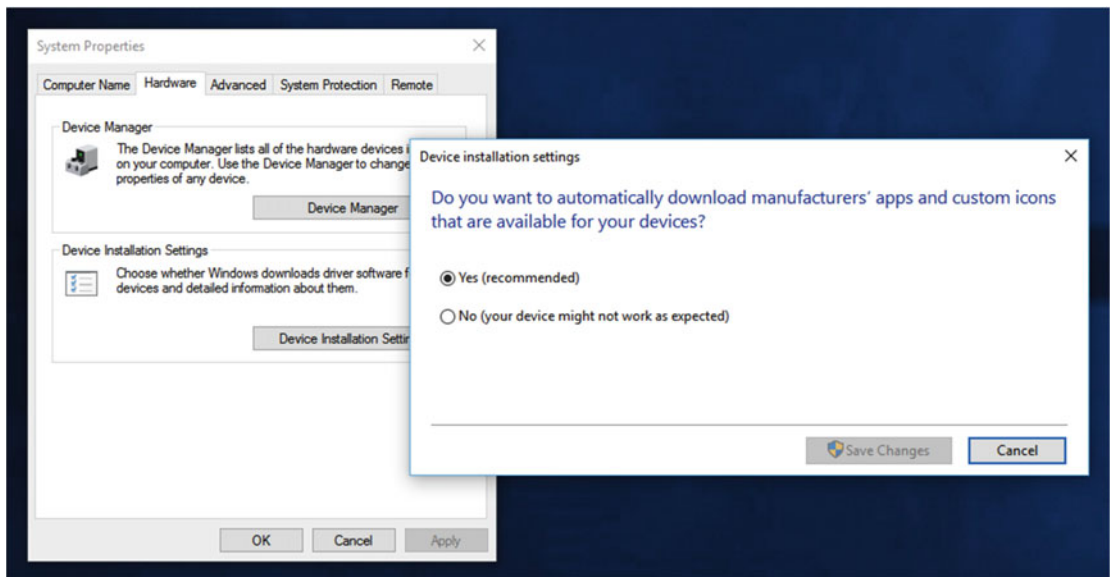 System Properties
Computer Name Hardware Advanced System Protection Remote
Device Manager
The Device Manager lists all of the hardware devices
on your computer. Use the Device Manager to change
properties of any device.
Device Manager
Device Installation Settings
Choose whether Windows downloads driver software
devices and detailed information about them.
Device Installation
OK Cancel Apply
Device installation settings
Do you want to automatically download manufacturers' apps and custom icons
that are available for your devices?
Yes (recommended)
No (your device might not work as expected)
Save Changes Cancel